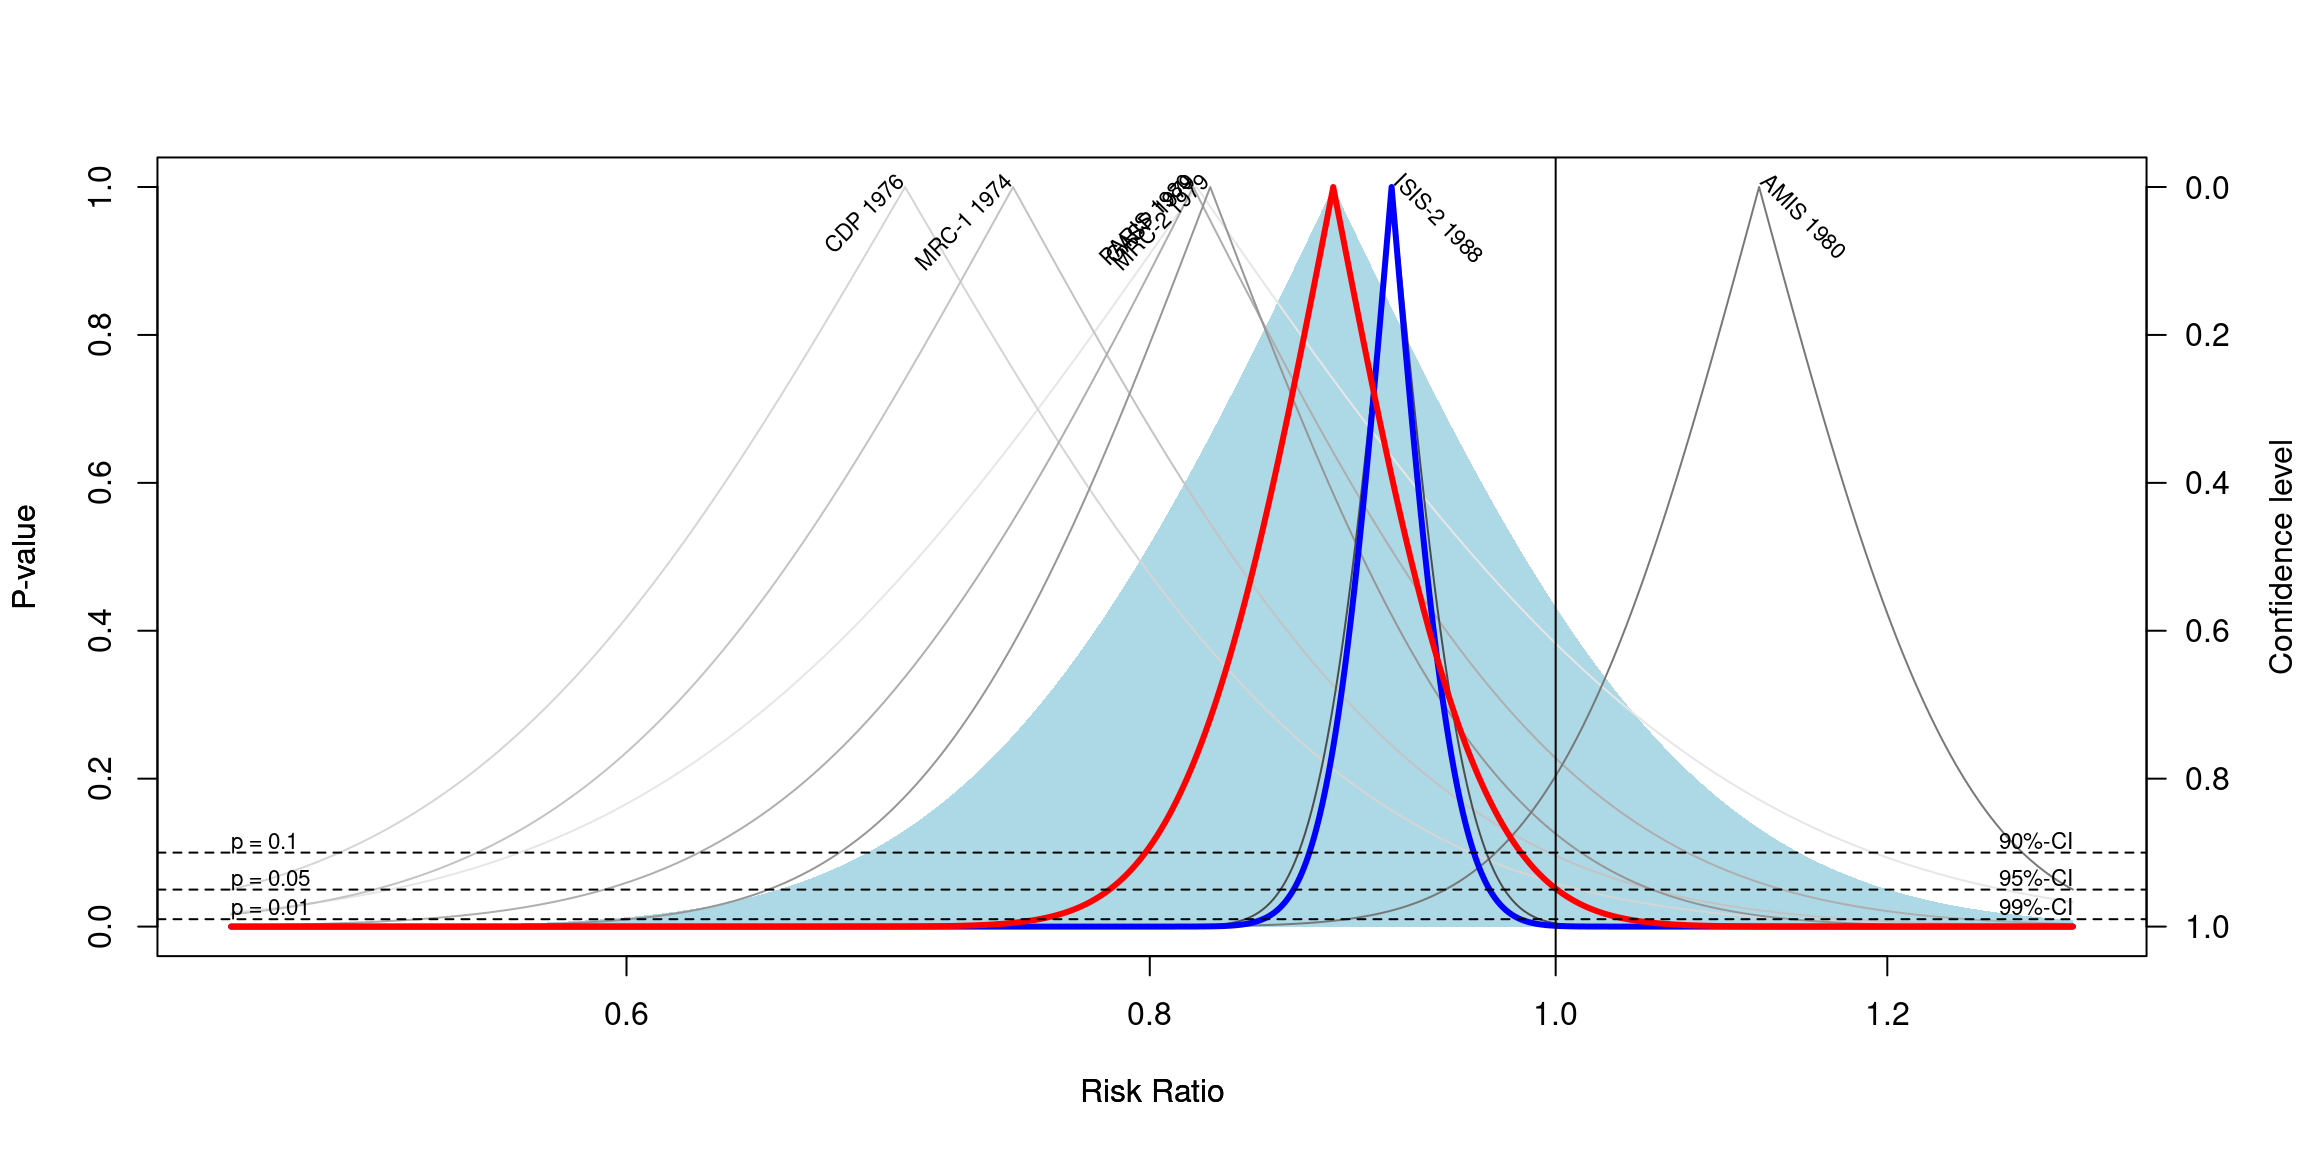 CDP 1976
MRC-1 1974
MRC-2 1979
ISIS-2 1988
AMIS 1980
P-value
1.0
0.8
0.6
0.4
0.2
0.0
Confidence level
0.0
0.2
0.4
0.6
0.8
1.0
p = 0.1
90%-CI
p = 0.05
95%-CI
p = 0.01
99%-CI
0.6 0.8 1.0 1.2
Risk Ratio